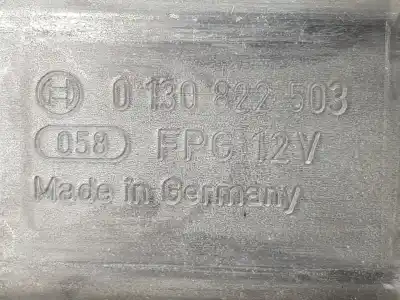 0 130 822 503
058 FPG 12V
Made in Germany